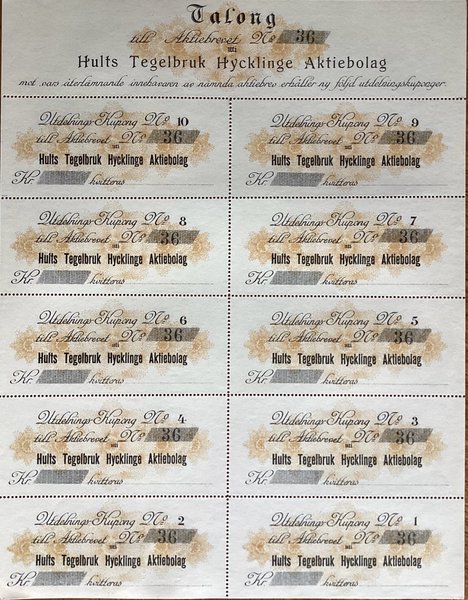 Talong
till Aktiebrevet No 36
i
Hults Tegelbruk Hycklinge Aktiebolag
mot vars återlämnande innehavaren av nämnda aktiebrev erhåller ny följd utdelningskuponger.
Utdelnings-Kupong No 10
till Aktiebrevet No 36
i
Hults Tegelbruk Hycklinge Aktiebolag
Kr. kvitteras
Utdelnings-Kupong No 9
till Aktiebrevet No 36
i
Hults Tegelbruk Hycklinge Aktiebolag
Kr. kvitteras
Utdelnings-Kupong No 8
till Aktiebrevet No 36
i
Hults Tegelbruk Hycklinge Aktiebolag
Kr. kvitteras
Utdelnings-Kupong No 7
till Aktiebrevet No 36
i
Hults Tegelbruk Hycklinge Aktiebolag
Kr. kvitteras
Utdelnings-Kupong No 6
till Aktiebrevet No 36
i
Hults Tegelbruk Hycklinge Aktiebolag
Kr. kvitteras
Utdelnings-Kupong No 5
till Aktiebrevet No 36
i
Hults Tegelbruk Hycklinge Aktiebolag
Kr. kvitteras
Utdelnings-Kupong No 4
till Aktiebrevet No 36
i
Hults Tegelbruk Hycklinge Aktiebolag
Kr. kvitteras
Utdelnings-Kupong No 3
till Aktiebrevet No 36
i
Hults Tegelbruk Hycklinge Aktiebolag
Kr. kvitteras
Utdelnings-Kupong No 2
till Aktiebrevet No 36
i
Hults Tegelbruk Hycklinge Aktiebolag
Kr. kvitteras
Utdelnings-Kupong No 1
till Aktiebrevet No 36
i
Hults Tegelbruk Hycklinge Aktiebolag
Kr. kvitteras